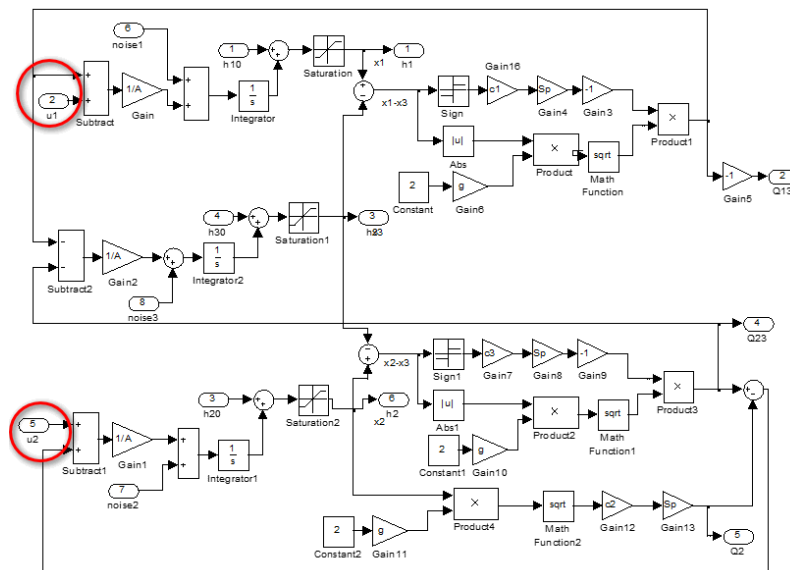 6
noise1
1
h10
Saturation
x1
1
h1
Gain16
+
+
2
u1
Subtract
1/A
Gain
+
+
1
s
Integrator
+
+
+
−
x1-x3
Sign
c1
Sp
Gain4
-1
Gain3
×
Product1
|u|
Abs
×
Product
sqrt
Math
Function
2
Constant
g
Gain6
-1
Gain5
2
Q13
4
h30
Saturation1
3
−
−
Subtract2
1/A
Gain2
+
+
8
noise3
1
s
Integrator2
+
+
4
Q23
−
+
x2-x3
Sign1
c3
Gain7
Sp
Gain8
-1
Gain9
×
Product3
+
−
3
h20
+
+
Saturation2
6
h2
x2
|u|
Abs1
×
Product2
sqrt
Math
Function1
2
Constant1
g
Gain10
5
u2
+
+
Subtract1
1/A
Gain1
+
+
7
noise2
1
s
Integrator1
2
Constant2
g
Gain11
×
Product4
sqrt
Math
Function2
c2
Gain12
Sp
Gain13
5
Q2